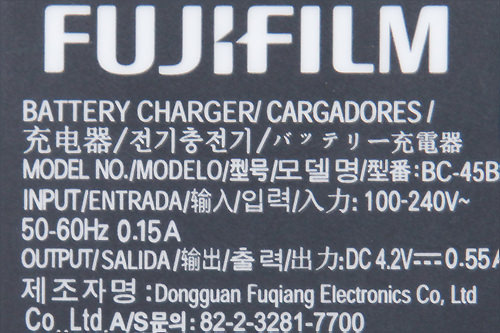 FUJIFILM
BATTERY CHARGER/ CARGADORES /
充电器/전기충전기/バッテリー充電器
MODEL NO./MODELO/型号/모델명/型番:BC-45B
INPUT/ENTRADA/输入/입력/入力: 100-240V~
50-60Hz 0.15A
OUTPUT/SALIDA/输出/출력/出力:DC 4.2V⎓0.55A
제조자명 :Dongguan Fuqiang Electronics Co, Ltd
Co.,Ltd. A/S문의: 82-2-3281-7700